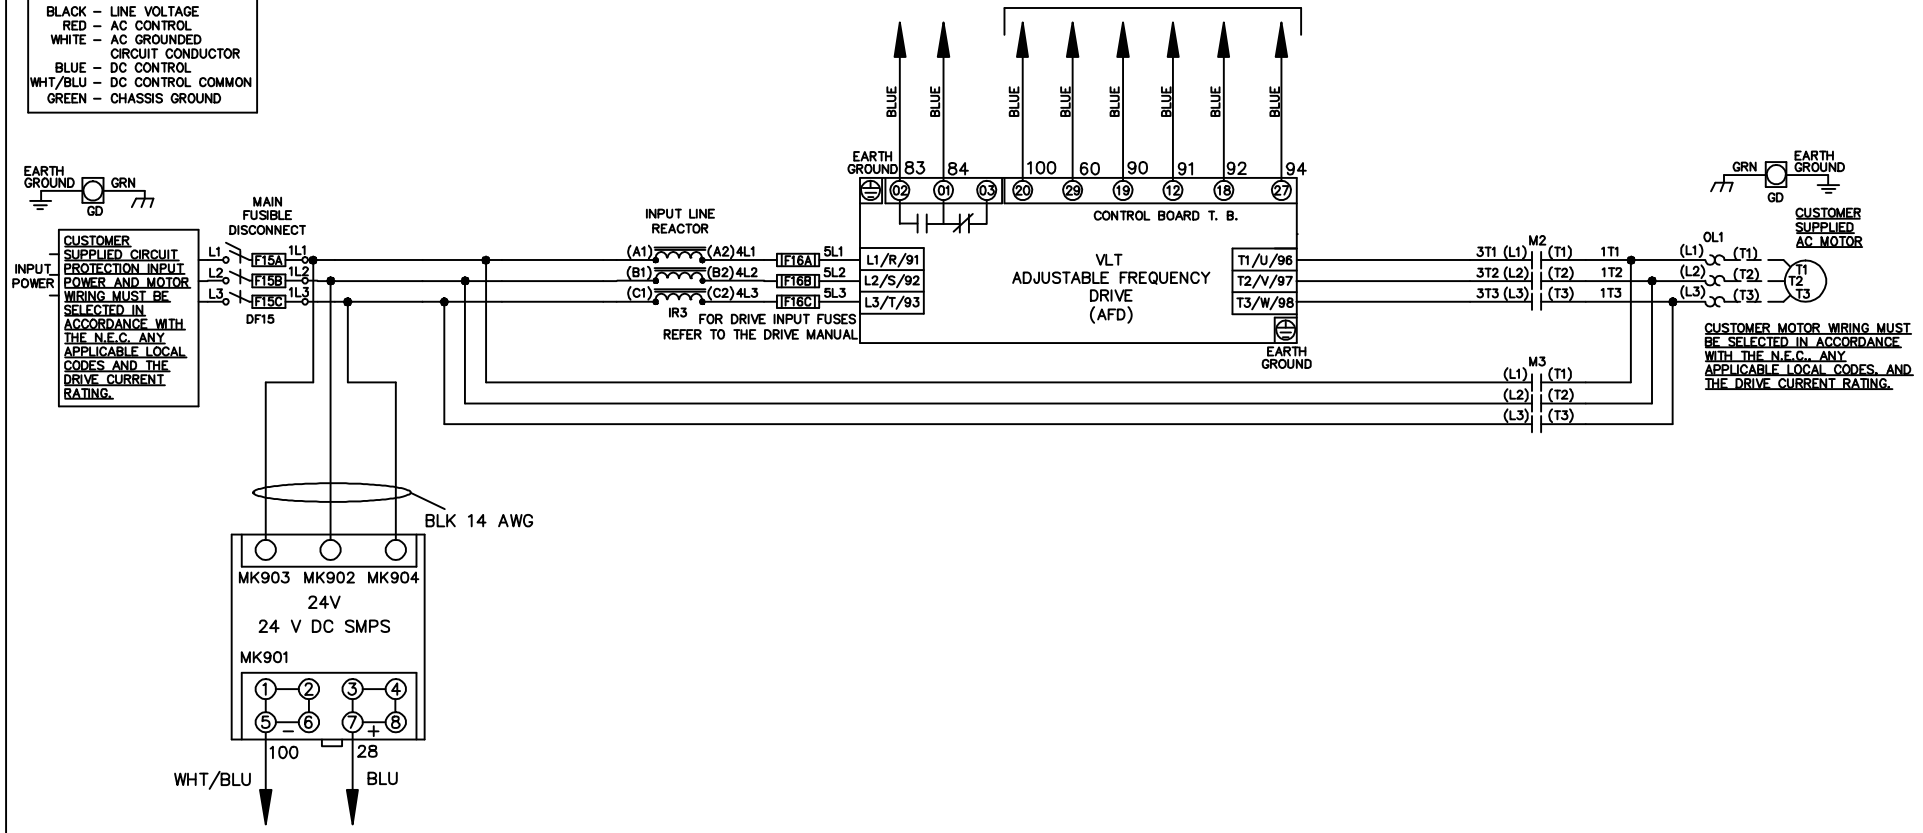 BLACK – LINE VOLTAGE
RED – AC CONTROL
WHITE – AC GROUNDED
CIRCUIT CONDUCTOR
BLUE – DC CONTROL
WHT/BLU – DC CONTROL COMMON
GREEN – CHASSIS GROUND
BLUE
BLUE
BLUE
BLUE
BLUE
BLUE
BLUE
BLUE
EARTH
GROUND
GRN
GD
MAIN
FUSIBLE
DISCONNECT
INPUT
POWER
CUSTOMER
SUPPLIED CIRCUIT
PROTECTION INPUT
POWER AND MOTOR
WIRING MUST BE
SELECTED IN
ACCORDANCE WITH
THE N.E.C. ANY
APPLICABLE LOCAL
CODES AND THE
DRIVE CURRENT
RATING.
L1 F15A 1L1
L2 F15B 1L2
L3 F15C 1L3
DF15
INPUT LINE
REACTOR
(A1) (A2) 4L1 F16A 5L1
(B1) (B2) 4L2 F16B 5L2
(C1) (C2) 4L3 F16C 5L3
IR3
FOR DRIVE INPUT FUSES
REFER TO THE DRIVE MANUAL
EARTH
GROUND
83 84 100 60 90 91 92 94
02 01 03 20 29 19 12 18 27
CONTROL BOARD T. B.
L1/R/91
L2/S/92
L3/T/93
VLT
ADJUSTABLE FREQUENCY
DRIVE
(AFD)
T1/U/96
T2/V/97
T3/W/98
EARTH
GROUND
M2
3T1 (L1) (T1) 1T1
3T2 (L2) (T2) 1T2
3T3 (L3) (T3) 1T3
M3
(L1) (T1)
(L2) (T2)
(L3) (T3)
OL1
(L1) (T1)
(L2) (T2)
(L3) (T3)
T1
T2
T3
GRN
EARTH
GROUND
GD
CUSTOMER
SUPPLIED
AC MOTOR
CUSTOMER MOTOR WIRING MUST
BE SELECTED IN ACCORDANCE
WITH THE N.E.C., ANY
APPLICABLE LOCAL CODES, AND
THE DRIVE CURRENT RATING.
BLK 14 AWG
MK903 MK902 MK904
24V
24 V DC SMPS
MK901
1 2 3 4
5 6 7 8
– +
100 28
WHT/BLU BLU